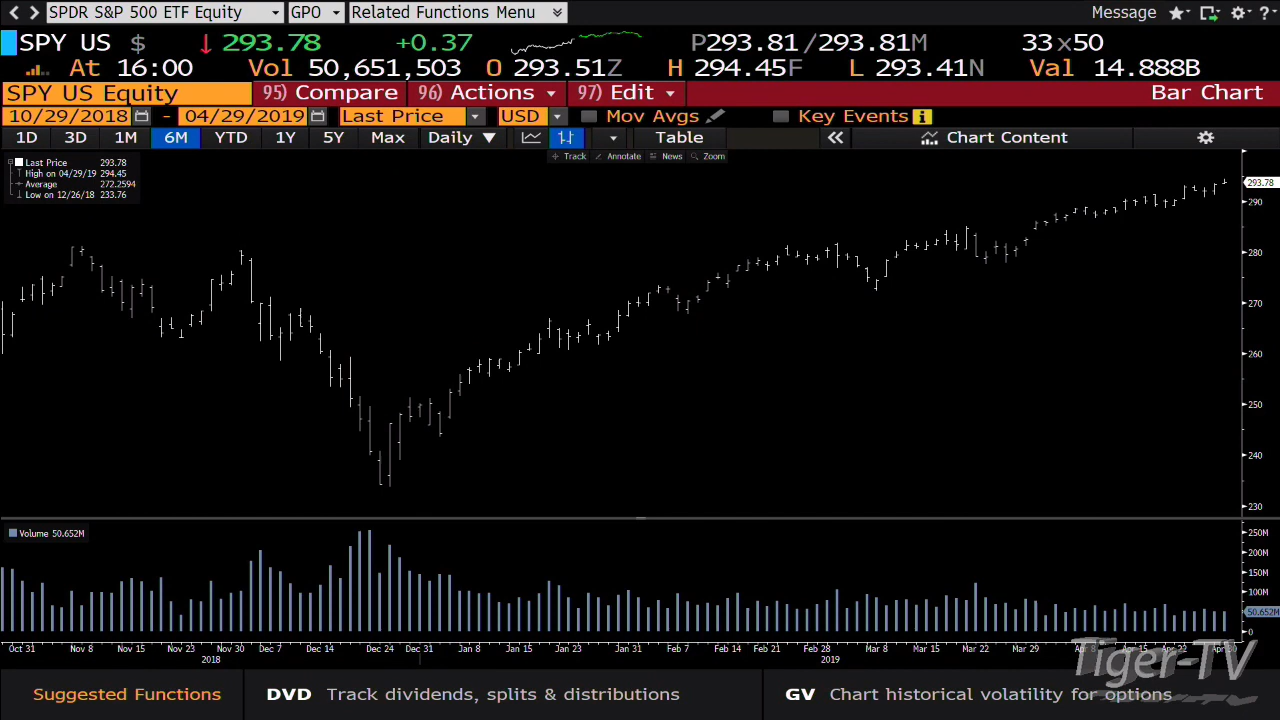 SPDR S&P 500 ETF Equity GPO Related Functions Menu Message ?
SPY US $ 293.78 +0.37 P293.81/293.81M 33x50
At 16:00 Vol 50,651,503 O 293.51Z H 294.45F L 293.41N Val 14.888B
SPY US Equity 95) Compare 96) Actions 97) Edit Bar Chart
10/29/2018 - 04/29/2019 Last Price USD Mov Avgs Key Events i
1D 3D 1M 6M YTD 1Y 5Y Max Daily Table Chart Content
Track Annotate News Zoom
Last Price 293.78
High on 04/29/19 294.45
Average 272.2594
Low on 12/26/18 233.76
293.78
290
280
270
260
250
240
230
Volume 50.652M
250M
200M
150M
100M
50.652M
0
Oct 31 Nov 8 Nov 15 Nov 23 Nov 30 Dec 7 Dec 14 Dec 24 Dec 31 Jan 8 Jan 15 Jan 23 Jan 31 Feb 7 Feb 14 Feb 21 Feb 28 Mar 8 Mar 15 Mar 22 Mar 29 Apr 8 Apr 15 Apr 22 Apr 30
2018 2019
Tiger-TV
Suggested Functions DVD Track dividends, splits & distributions GV Chart historical volatility for options